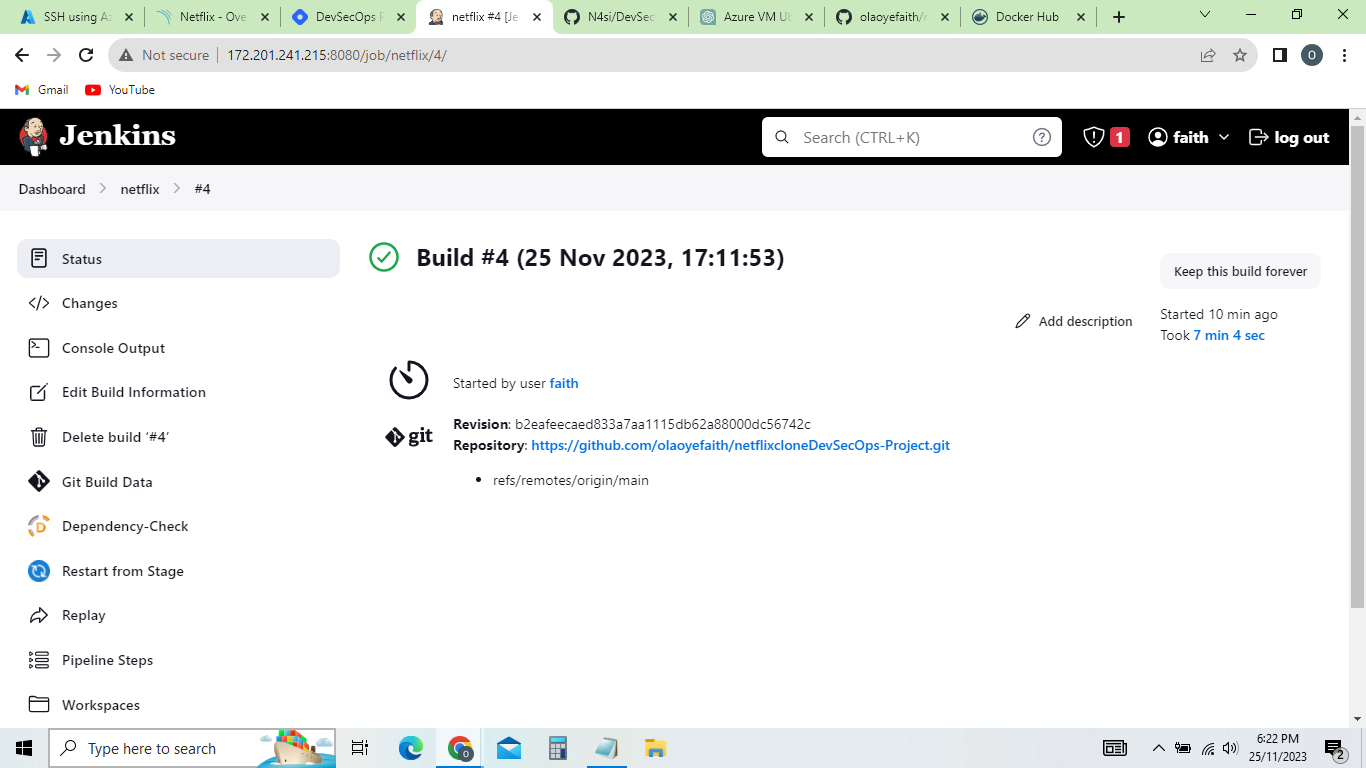 SSH using Az
Netflix - Ove
DevSecOps P
netflix #4 [Je
N4si/DevSec
Azure VM Ub
olaoyefaith/n
Docker Hub
Not secure
172.201.241.215:8080/job/netflix/4/
O
Gmail
YouTube
Jenkins
Search (CTRL+K)
1
faith
log out
Dashboard
netflix
#4
Status
Changes
Console Output
Edit Build Information
Delete build ‘#4’
Git Build Data
Dependency-Check
Restart from Stage
Replay
Pipeline Steps
Workspaces
Build #4 (25 Nov 2023, 17:11:53)
Keep this build forever
Add description
Started 10 min ago
Took 7 min 4 sec
Started by user faith
git
Revision: b2eafeecaed833a7aa1115db62a88000dc56742c
Repository: https://github.com/olaoyefaith/netflixcloneDevSecOps-Project.git
refs/remotes/origin/main
Type here to search
6:22 PM
25/11/2023
2